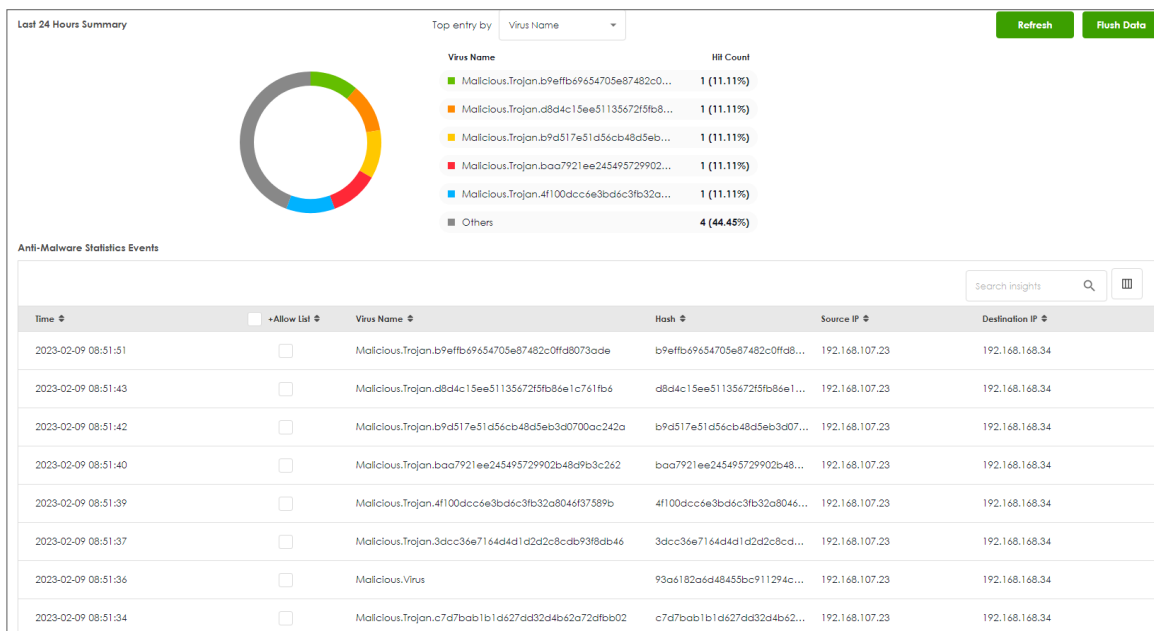 Last 24 Hours Summary Top entry by Virus Name Refresh Flush Data
Virus Name Hit Count
Malicious.Trojan.b9effb69654705e87482c0... 1 (11.11%)
Malicious.Trojan.d8d4c15ee51135672f5fb8... 1 (11.11%)
Malicious.Trojan.b9d517e51d56cb48d5eb... 1 (11.11%)
Malicious.Trojan.baa7921ee245495729902... 1 (11.11%)
Malicious.Trojan.4f100dcc6e3bd6c3fb32a... 1 (11.11%)
Others 4 (44.45%)
Anti-Malware Statistics Events
Search insights
Time +Allow List Virus Name Hash Source IP Destination IP
2023-02-09 08:51:51 Malicious.Trojan.b9effb69654705e87482c0ffd8073ade b9effb69654705e87482c0ffd8... 192.168.107.23 192.168.168.34
2023-02-09 08:51:43 Malicious.Trojan.d8d4c15ee51135672f5fb86e1c761fb6 d8d4c15ee51135672f5fb86e1... 192.168.107.23 192.168.168.34
2023-02-09 08:51:42 Malicious.Trojan.b9d517e51d56cb48d5eb3d0700ac242a b9d517e51d56cb48d5eb3d07... 192.168.107.23 192.168.168.34
2023-02-09 08:51:40 Malicious.Trojan.baa7921ee245495729902b48d9b3c262 baa7921ee245495729902b48... 192.168.107.23 192.168.168.34
2023-02-09 08:51:39 Malicious.Trojan.4f100dcc6e3bd6c3fb32a8046f37589b 4f100dcc6e3bd6c3fb32a8046... 192.168.107.23 192.168.168.34
2023-02-09 08:51:37 Malicious.Trojan.3dcc36e7164d4d1d2d2c8cdb93f8db46 3dcc36e7164d4d1d2d2c8cd... 192.168.107.23 192.168.168.34
2023-02-09 08:51:36 Malicious.Virus 93a6182a6d48455bc911294c... 192.168.107.23 192.168.168.34
2023-02-09 08:51:34 Malicious.Trojan.c7d7bab1b1d627dd32d4b62a72dfbb02 c7d7bab1b1d627dd32d4b62... 192.168.107.23 192.168.168.34